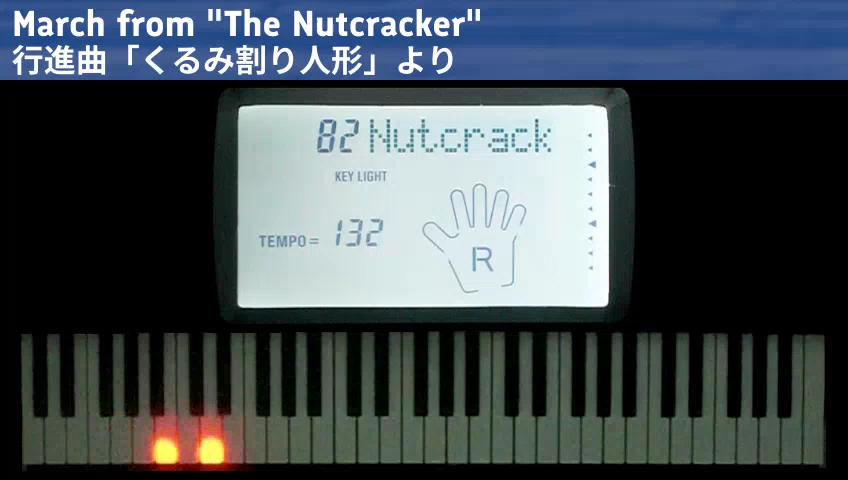 March from "The Nutcracker"
行進曲「くるみ割り人形」より
82 Nutcrack
KEY LIGHT
TEMPO= 132
R